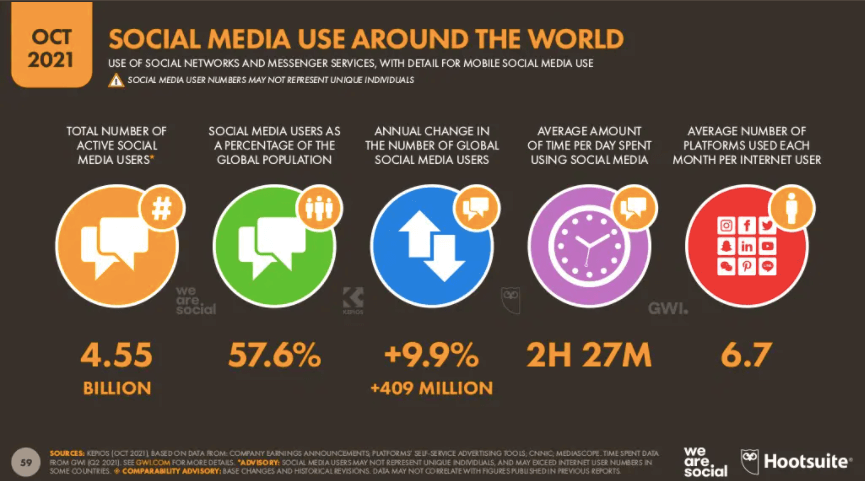 OCT
2021
SOCIAL MEDIA USE AROUND THE WORLD
USE OF SOCIAL NETWORKS AND MESSENGER SERVICES, WITH DETAIL FOR MOBILE SOCIAL MEDIA USE
SOCIAL MEDIA USER NUMBERS MAY NOT REPRESENT UNIQUE INDIVIDUALS
TOTAL NUMBER OF
ACTIVE SOCIAL
MEDIA USERS*
#
4.55
BILLION
SOCIAL MEDIA USERS AS
A PERCENTAGE OF THE
GLOBAL POPULATION
57.6%
ANNUAL CHANGE IN
THE NUMBER OF GLOBAL
SOCIAL MEDIA USERS
+9.9%
+409 MILLION
AVERAGE AMOUNT
OF TIME PER DAY SPENT
USING SOCIAL MEDIA
2H 27M
AVERAGE NUMBER OF
PLATFORMS USED EACH
MONTH PER INTERNET USER
6.7
we
are.
social
KEPIOS
GWI.
59
SOURCES: KEPIOS (OCT 2021), BASED ON DATA FROM: COMPANY EARNINGS ANNOUNCEMENTS; PLATFORMS' SELF-SERVICE ADVERTISING TOOLS; CNNIC; MEDIASCOPE. TIME SPENT DATA
FROM GWI (Q2 2021). SEE GWI.COM FOR MORE DETAILS. *ADVISORY: SOCIAL MEDIA USERS MAY NOT REPRESENT UNIQUE INDIVIDUALS, AND MAY EXCEED INTERNET USER NUMBERS IN
SOME COUNTRIES. COMPARABILITY ADVISORY: BASE CHANGES AND HISTORICAL REVISIONS. DATA MAY NOT CORRELATE WITH FIGURES PUBLISHED IN PREVIOUS REPORTS.
we
are.
social
Hootsuite®